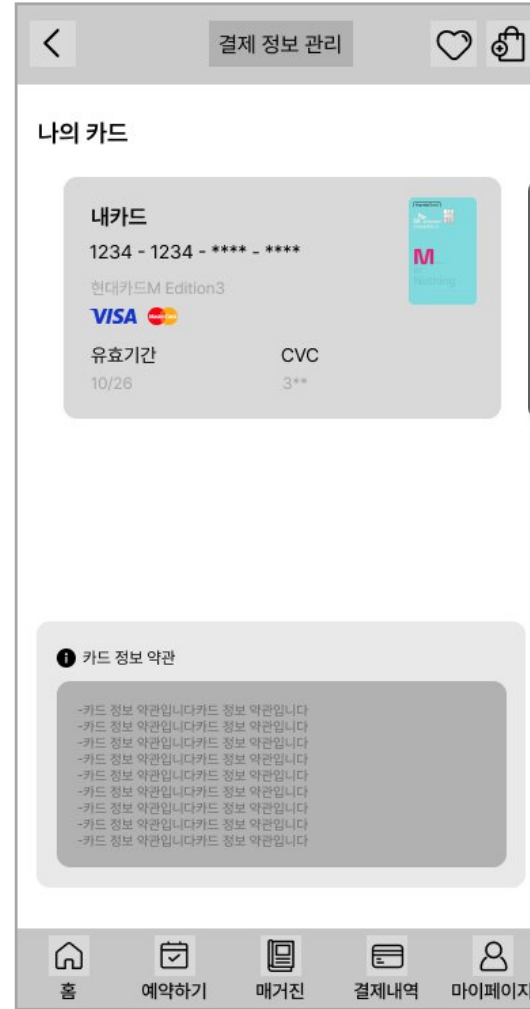 결제 정보 관리
나의 카드
내카드
1234 - 1234 - **** - ****
현대카드M Edition3
M
Nothing
VISA MasterCard
유효기간 CVC
10/26 3**
카드 정보 약관
-카드 정보 약관입니다카드 정보 약관입니다
-카드 정보 약관입니다카드 정보 약관입니다
-카드 정보 약관입니다카드 정보 약관입니다
-카드 정보 약관입니다카드 정보 약관입니다
-카드 정보 약관입니다카드 정보 약관입니다
-카드 정보 약관입니다카드 정보 약관입니다
-카드 정보 약관입니다카드 정보 약관입니다
-카드 정보 약관입니다카드 정보 약관입니다
-카드 정보 약관입니다카드 정보 약관입니다
홈 예약하기 매거진 결제내역 마이페이지